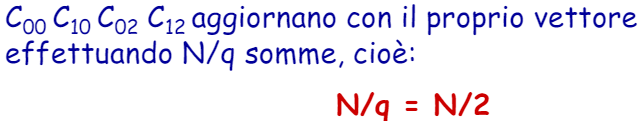 C₀₀ C₁₀ C₀₂ C₁₂ aggiornano con il proprio vettore
effettuando N/q somme, cioè:
N/q = N/2